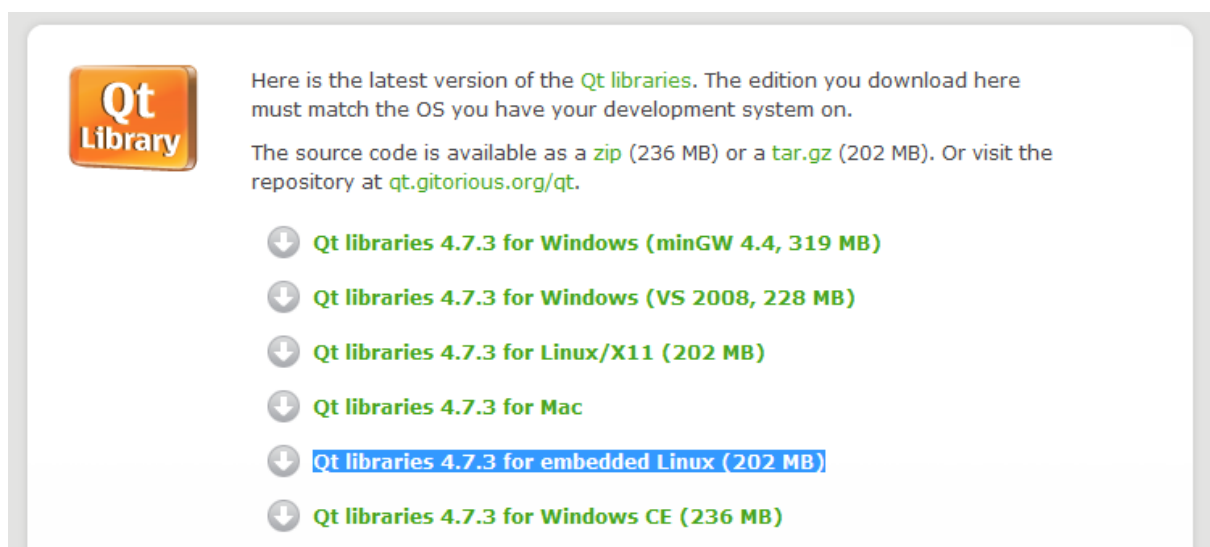 Qt
Library
Here is the latest version of the Qt libraries. The edition you download here
must match the OS you have your development system on.
The source code is available as a zip (236 MB) or a tar.gz (202 MB). Or visit the
repository at qt.gitorious.org/qt.
Qt libraries 4.7.3 for Windows (minGW 4.4, 319 MB)
Qt libraries 4.7.3 for Windows (VS 2008, 228 MB)
Qt libraries 4.7.3 for Linux/X11 (202 MB)
Qt libraries 4.7.3 for Mac
Qt libraries 4.7.3 for embedded Linux (202 MB)
Qt libraries 4.7.3 for Windows CE (236 MB)